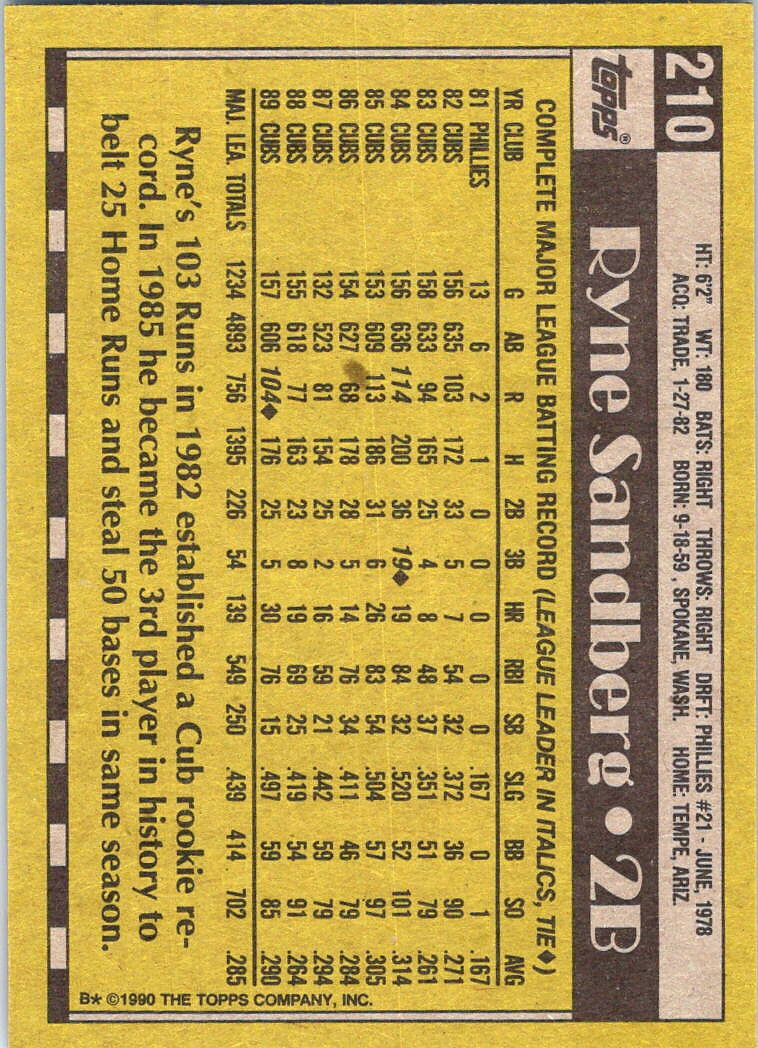 210
HT: 6'2" WT: 180 BATS: RIGHT THROWS: RIGHT DRFT: PHILLIES #21 - JUNE, 1978
ACQ: TRADE, 1-27-82 BORN: 9-18-59 , SPOKANE, WASH. HOME: TEMPE, ARIZ.
topps®
Ryne Sandberg • 2B
COMPLETE MAJOR LEAGUE BATTING RECORD (LEAGUE LEADER IN ITALICS, TIE♦)
YR CLUB G AB R H 2B 3B HR RBI SB SLG BB SO AVG
81 PHILLIES 13 6 2 1 0 0 0 0 0 .167 0 1 .167
82 CUBS 156 635 103 172 33 5 7 54 32 .372 36 90 .271
83 CUBS 158 633 94 165 25 4 8 48 37 .351 51 79 .261
84 CUBS 156 636 114 200 36 19♦ 19 84 32 .520 52 101 .314
85 CUBS 153 609 113 186 31 6 26 83 54 .504 57 97 .305
86 CUBS 154 627 68 178 28 5 14 76 34 .411 46 79 .284
87 CUBS 132 523 81 154 25 2 16 59 21 .442 59 79 .294
88 CUBS 155 618 77 163 23 8 19 69 25 .419 54 91 .264
89 CUBS 157 606 104♦ 176 25 5 30 76 15 .497 59 85 .290
MAJ. LEA. TOTALS 1234 4893 756 1395 226 54 139 549 250 .439 414 702 .285
Ryne's 103 Runs in 1982 established a Cub rookie re-
cord. In 1985 he became the 3rd player in history to
belt 25 Home Runs and steal 50 bases in same season.
B* ©1990 THE TOPPS COMPANY, INC.